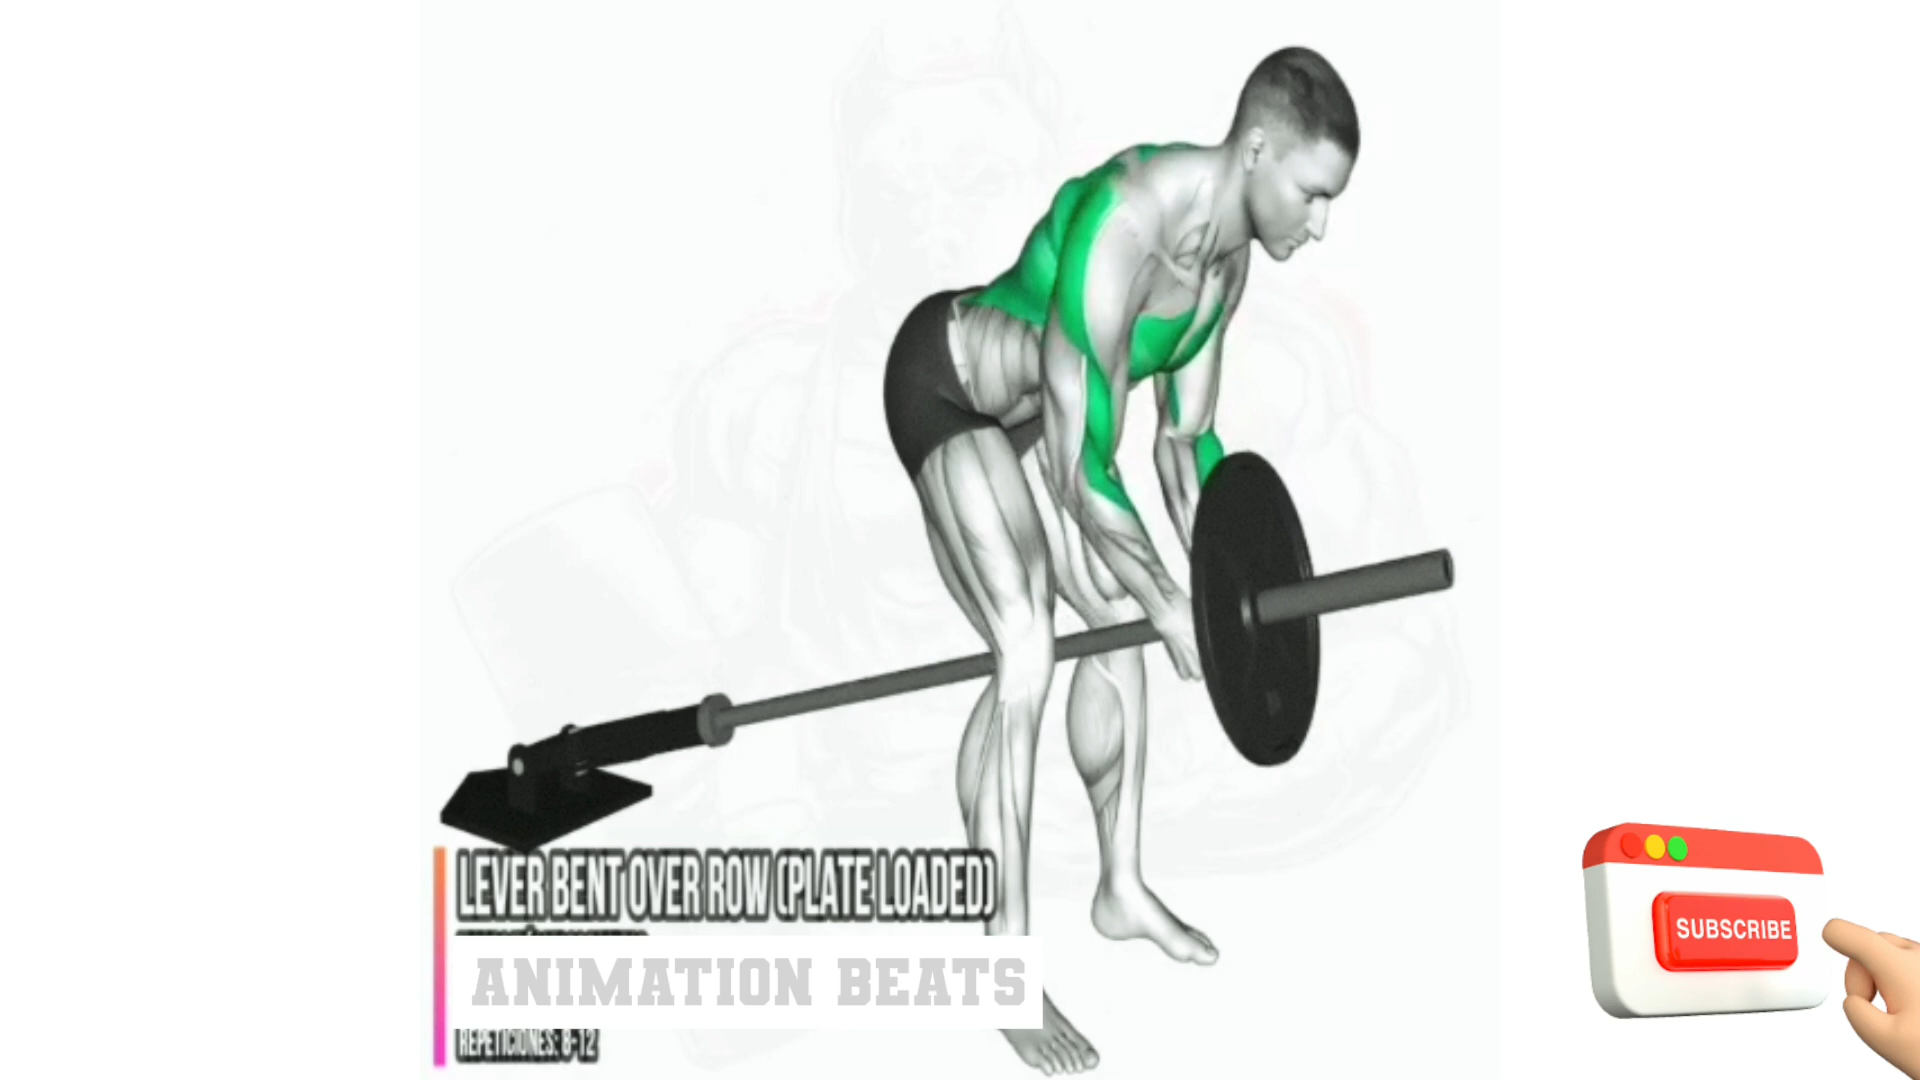 LEVER BENT OVER ROW (PLATE LOADED)
ANIMATION BEATS
REPETICIONES: 8-12
SUBSCRIBE